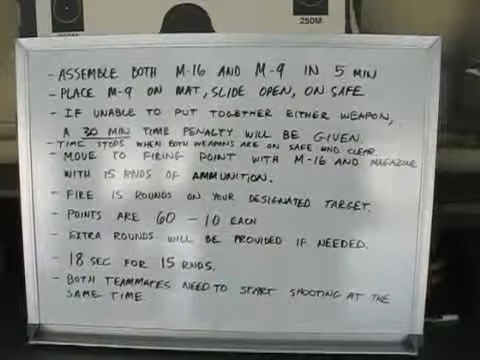 250M
- ASSEMBLE BOTH M-16 AND M-9 IN 5 MIN
- PLACE M-9 ON MAT, SLIDE OPEN, ON SAFE
- IF UNABLE TO PUT TOGETHER EITHER WEAPON,
A 30 MIN TIME PENALTY WILL BE GIVEN.
- TIME STOPS WHEN BOTH WEAPONS ARE ON SAFE AND CLEAR
- MOVE TO FIRING POINT WITH M-16 AND MAGAZINE
WITH 15 RNDS OF AMMUNITION.
- FIRE 15 ROUNDS ON YOUR DESIGNATED TARGET.
- POINTS ARE 60 - 10 EACH
- EXTRA ROUNDS WILL BE PROVIDED IF NEEDED.
- 18 SEC FOR 15 RNDS.
- BOTH TEAMMATES NEED TO START SHOOTING AT THE
SAME TIME